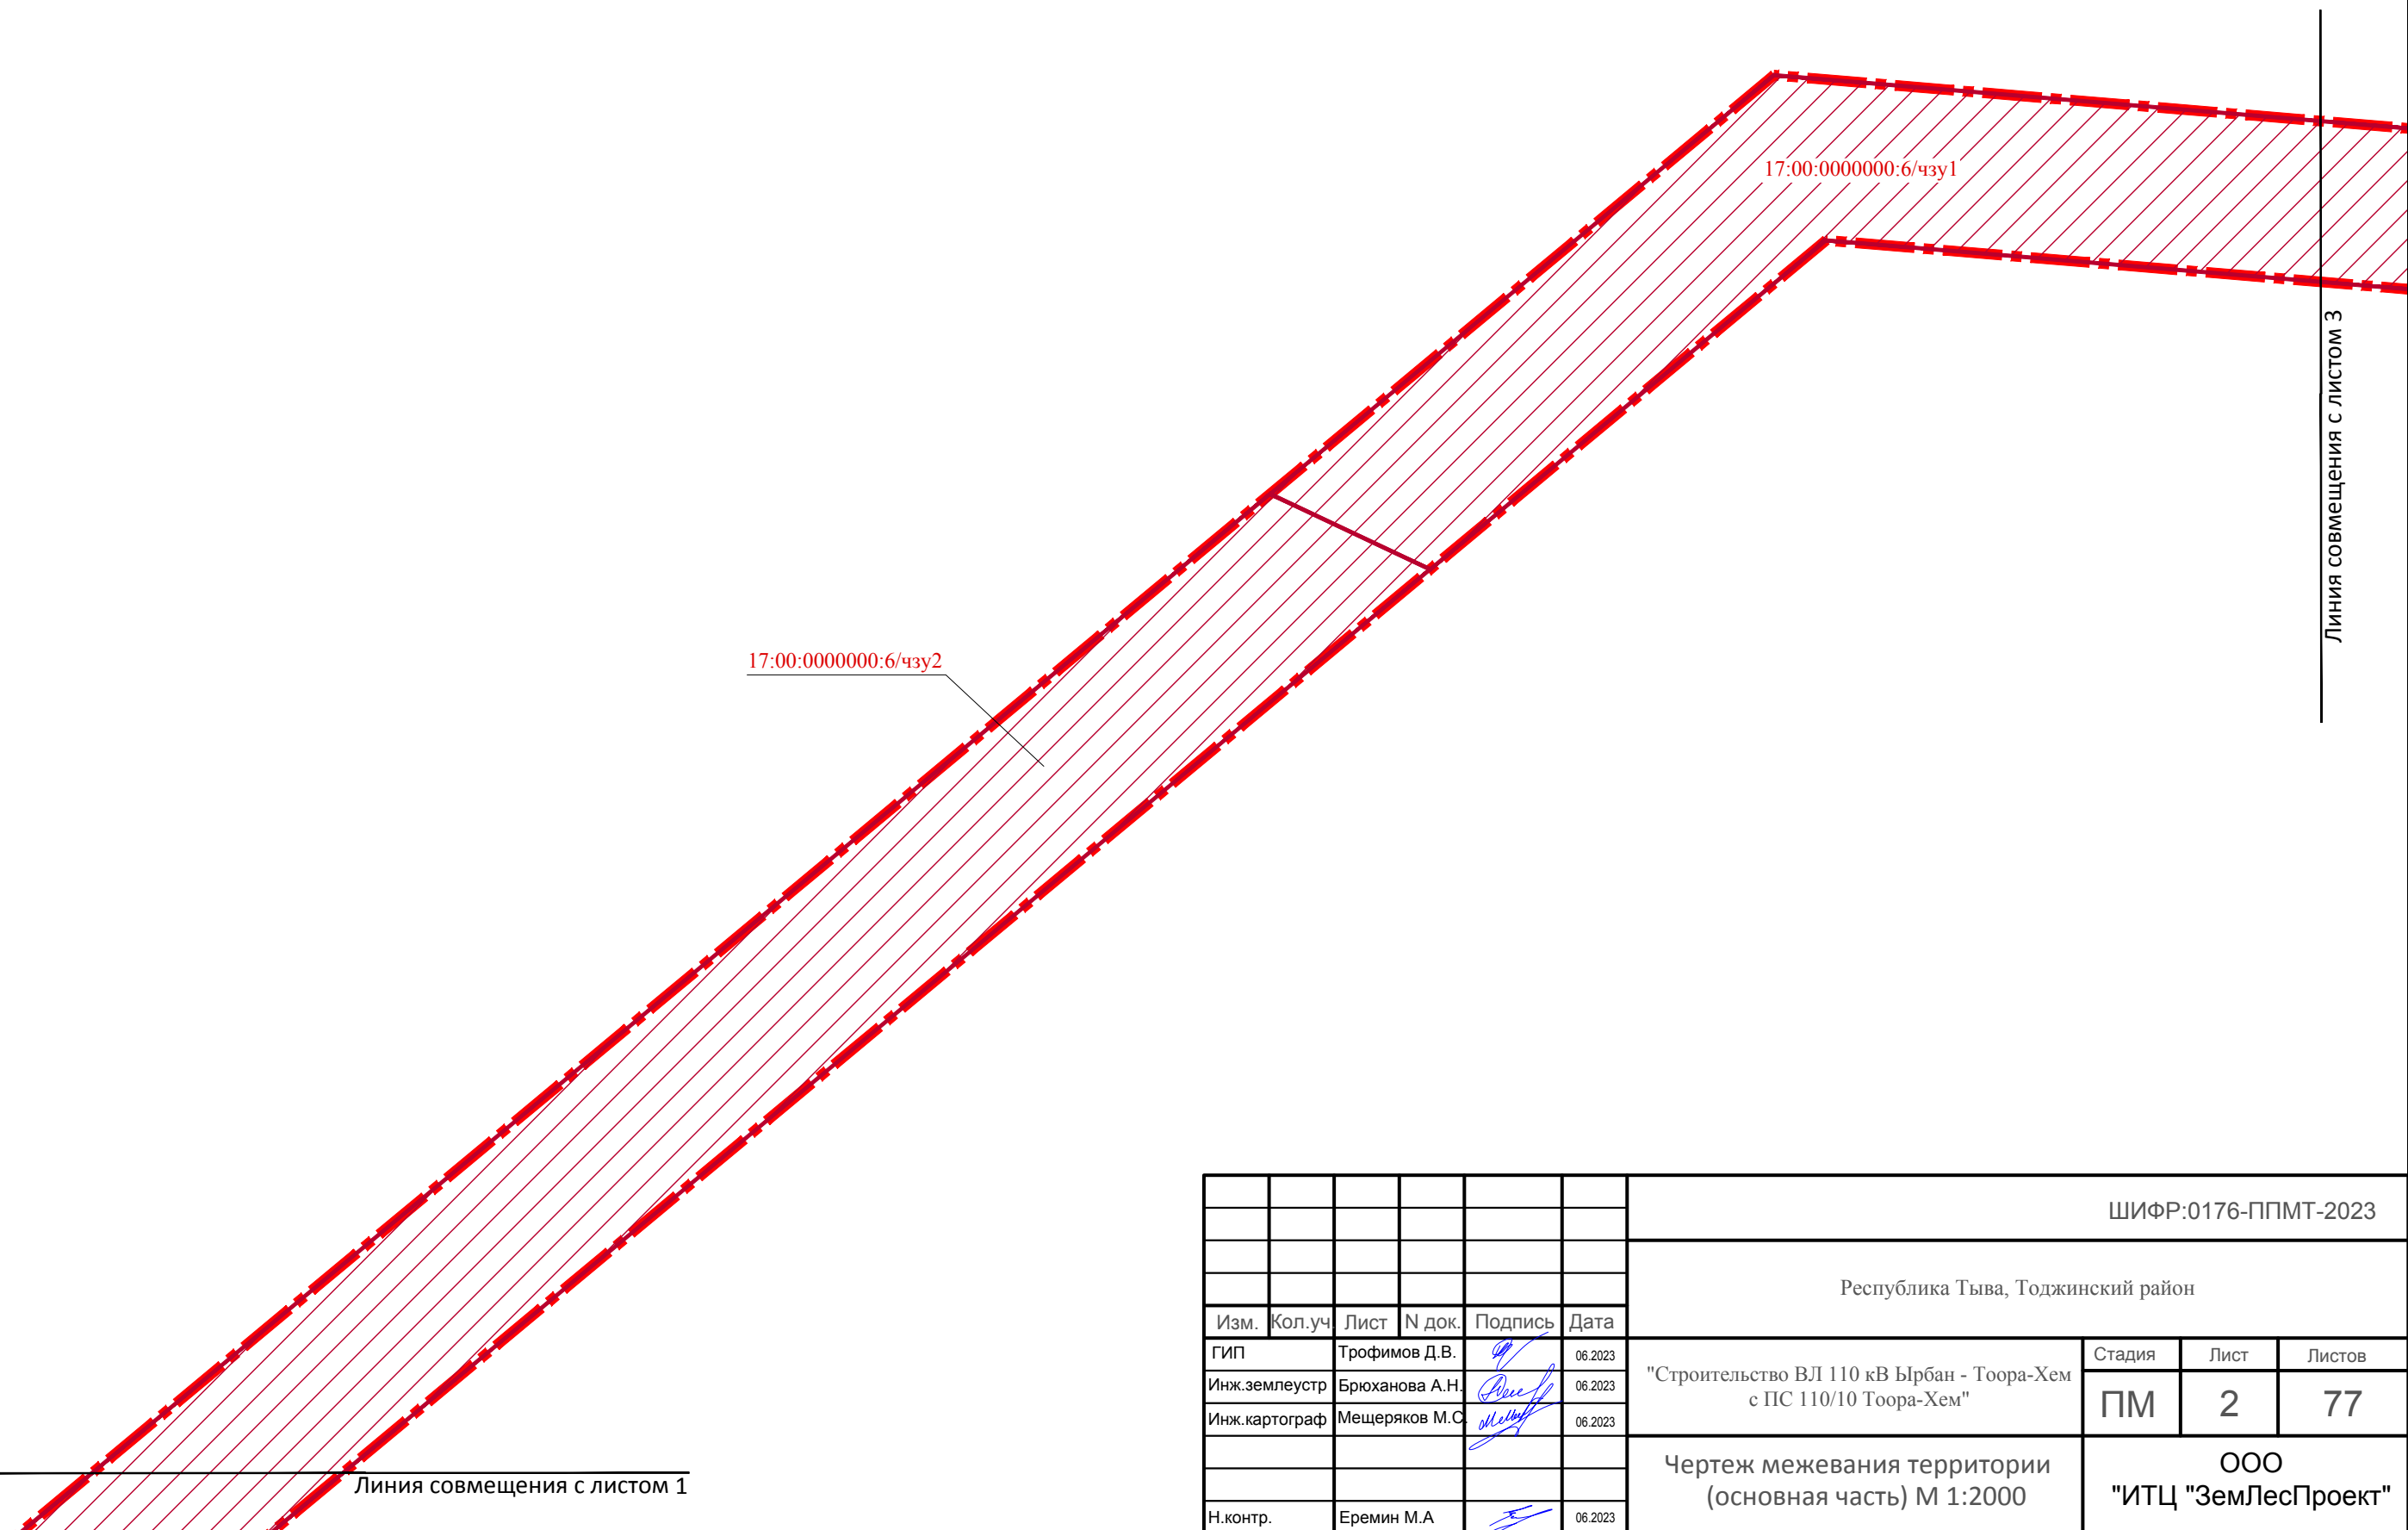 17:00:0000000:6/чзу1
Линия совмещения с листом 3
17:00:0000000:6/чзу2
Линия совмещения с листом 1
ШИФР:0176-ППМТ-2023
Республика Тыва, Тоджинский район
Изм. Кол.уч. Лист N док. Подпись Дата
ГИП Трофимов Д.В. 06.2023
Инж.землеустр Брюханова А.Н. 06.2023
Инж.картограф Мещеряков М.С. 06.2023
Н.контр. Еремин М.А 06.2023
"Строительство ВЛ 110 кВ Ырбан - Тоора-Хем
с ПС 110/10 Тоора-Хем"
Стадия Лист Листов
ПМ 2 77
Чертеж межевания территории
(основная часть) М 1:2000
ООО
"ИТЦ "ЗемЛесПроект"